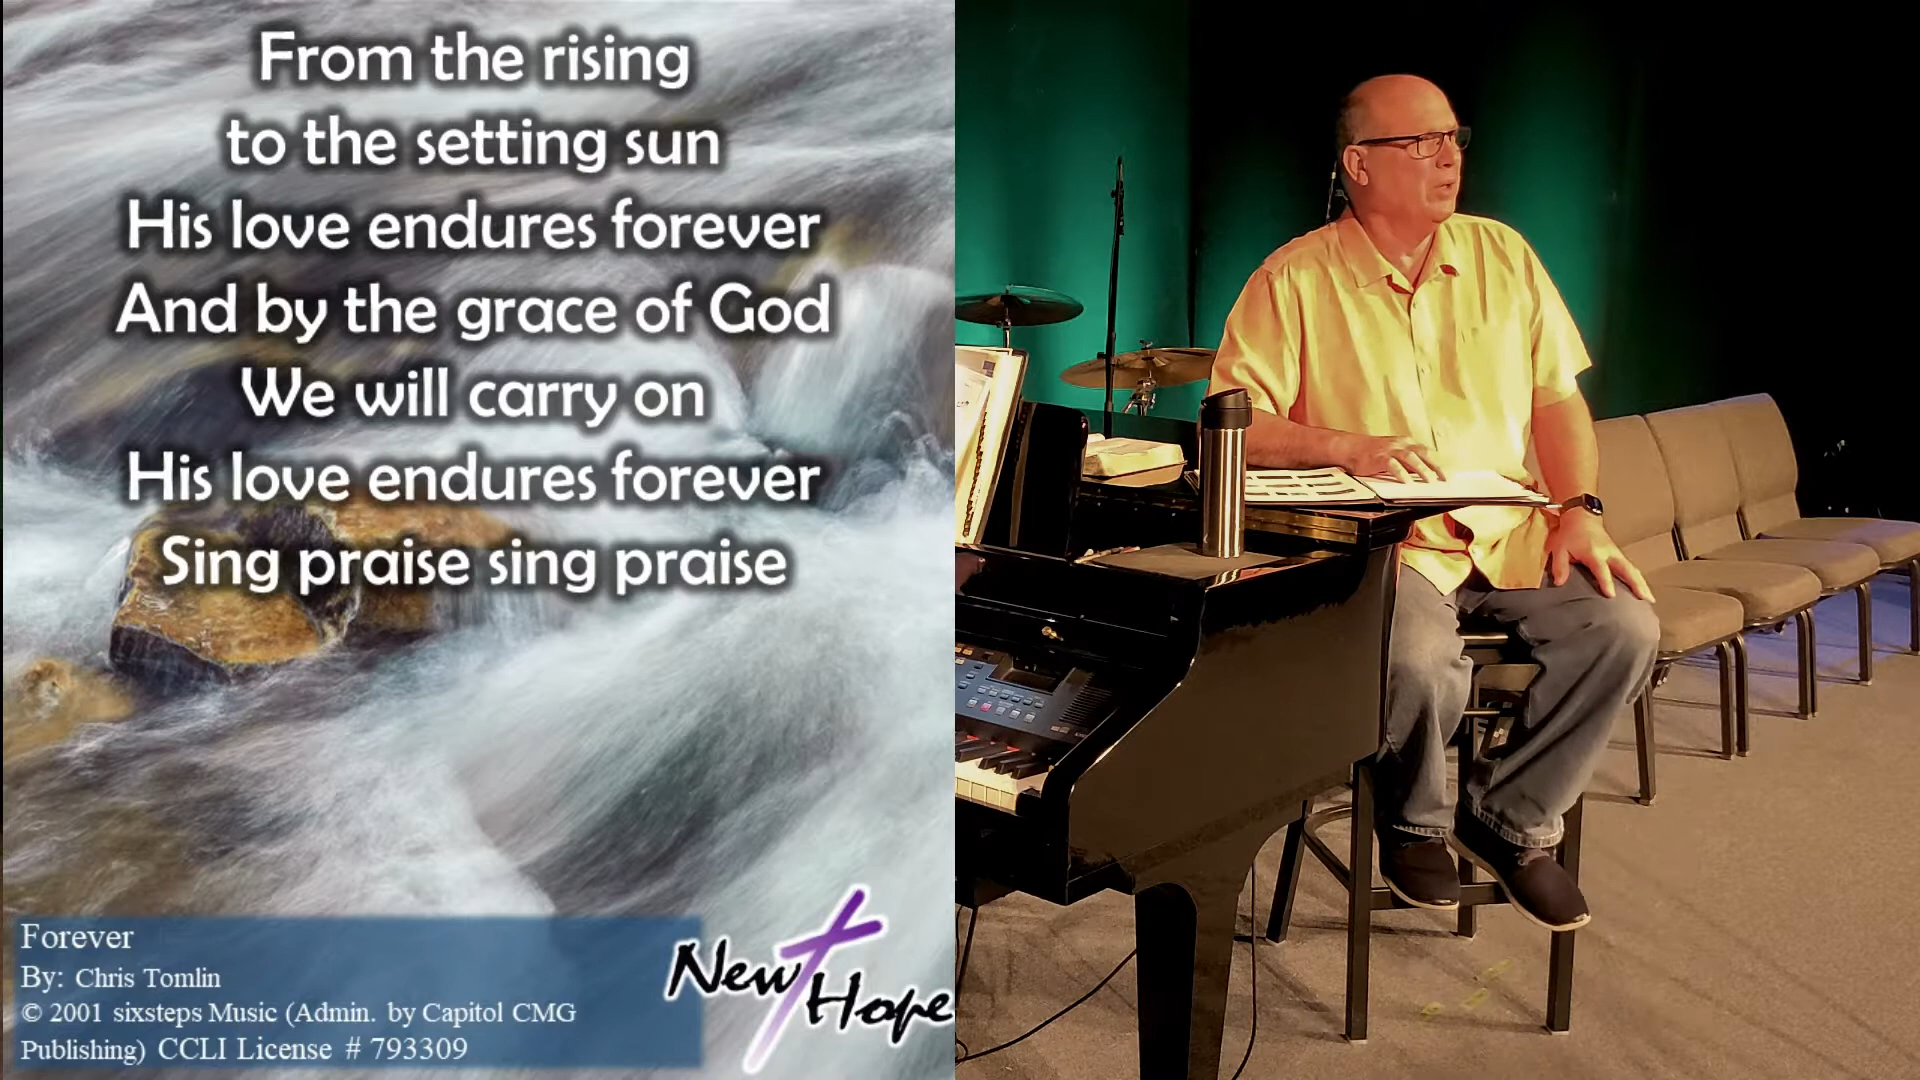 From the rising
to the setting sun
His love endures forever
And by the grace of God
We will carry on
His love endures forever
Sing praise sing praise
Forever
By: Chris Tomlin
© 2001 sixsteps Music (Admin. by Capitol CMG
Publishing) CCLI License # 793309
New Hope